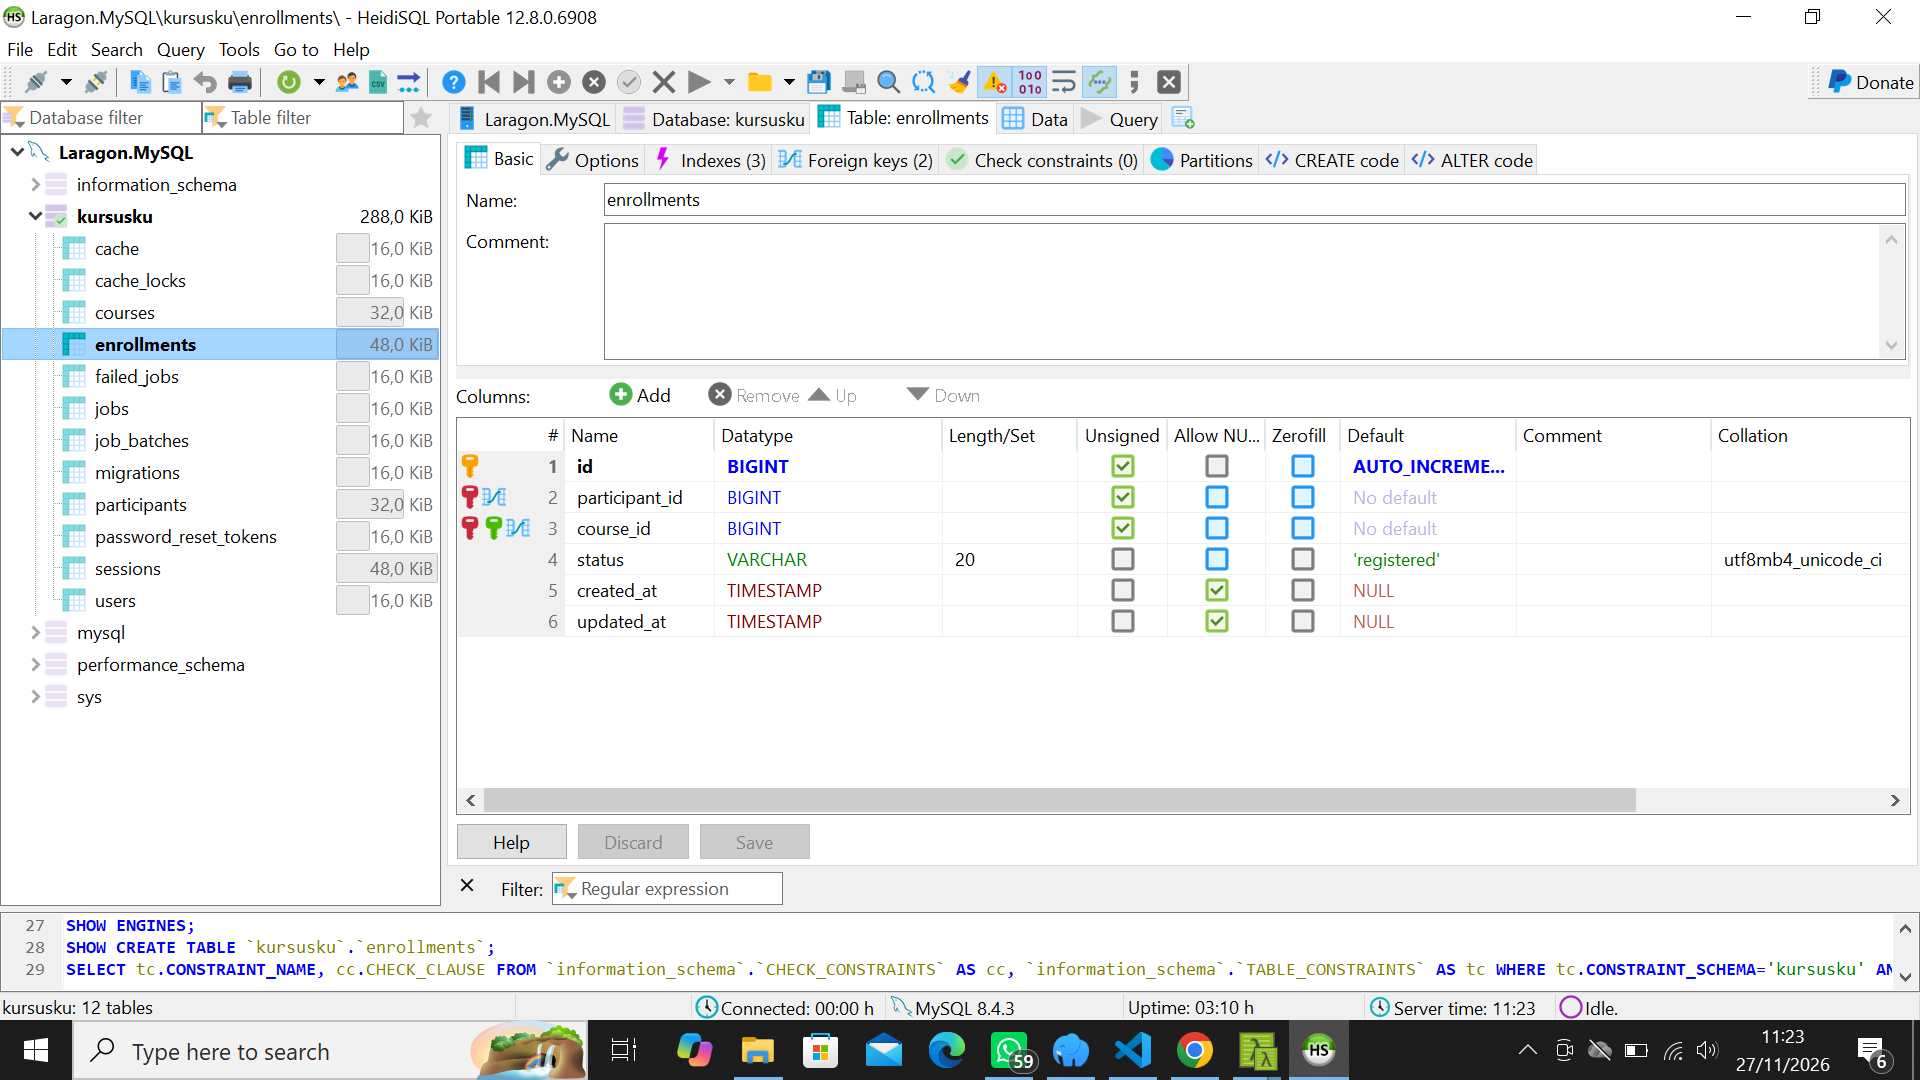 Laragon.MySQL\kursusku\enrollments\ - HeidiSQL Portable 12.8.0.6908
File Edit Search Query Tools Go to Help
Donate
Database filter
Table filter
Laragon.MySQL
Database: kursusku
Table: enrollments
Data
Query
Laragon.MySQL
information_schema
kursusku 288,0 KiB
cache 16,0 KiB
cache_locks 16,0 KiB
courses 32,0 KiB
enrollments 48,0 KiB
failed_jobs 16,0 KiB
jobs 16,0 KiB
job_batches 16,0 KiB
migrations 16,0 KiB
participants 32,0 KiB
password_reset_tokens 16,0 KiB
sessions 48,0 KiB
users 16,0 KiB
mysql
performance_schema
sys
Basic Options Indexes (3) Foreign keys (2) Check constraints (0) Partitions CREATE code ALTER code
Name: enrollments
Comment:
Columns: Add Remove Up Down
# Name Datatype Length/Set Unsigned Allow NU... Zerofill Default Comment Collation
1 id BIGINT AUTO_INCREME...
2 participant_id BIGINT No default
3 course_id BIGINT No default
4 status VARCHAR 20 'registered' utf8mb4_unicode_ci
5 created_at TIMESTAMP NULL
6 updated_at TIMESTAMP NULL
Help Discard Save
Filter: Regular expression
27 SHOW ENGINES;
28 SHOW CREATE TABLE `kursusku`.`enrollments`;
29 SELECT tc.CONSTRAINT_NAME, cc.CHECK_CLAUSE FROM `information_schema`.`CHECK_CONSTRAINTS` AS cc, `information_schema`.`TABLE_CONSTRAINTS` AS tc WHERE tc.CONSTRAINT_SCHEMA='kursusku' AN
kursusku: 12 tables Connected: 00:00 h MySQL 8.4.3 Uptime: 03:10 h Server time: 11:23 Idle.
Type here to search
59
HS
11:23
27/11/2026
6